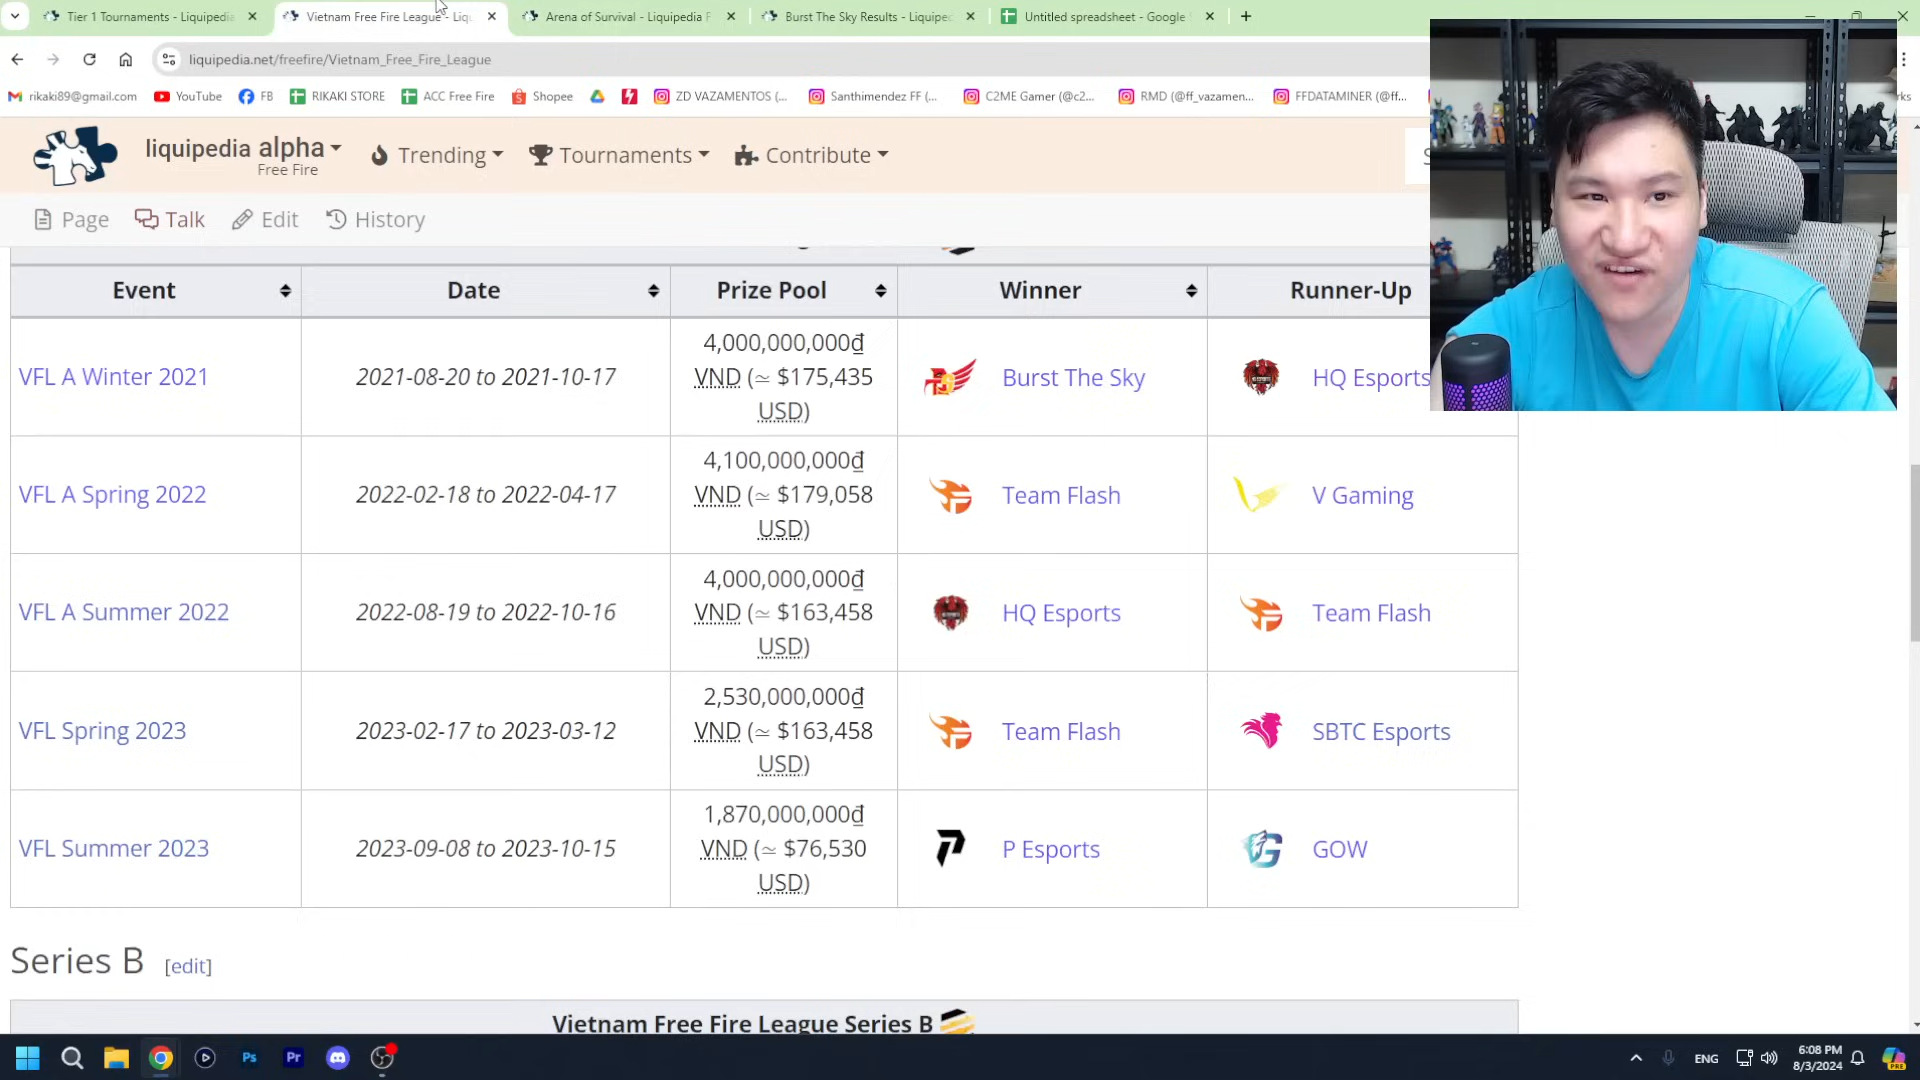 Tier 1 Tournaments - Liquipedia
Vietnam Free Fire League - Liqu
Arena of Survival - Liquipedia F
Burst The Sky Results - Liquiped
Untitled spreadsheet - Google S
liquipedia.net/freefire/Vietnam_Free_Fire_League
rikaki89@gmail.com YouTube FB RIKAKI STORE ACC Free Fire Shopee ZD VAZAMENTOS (... Santhimendez FF (... C2ME Gamer (@c2... RMD (@ff_vazamen... FFDATAMINER (@ff...
liquipedia alpha
Free Fire
Trending Tournaments Contribute
Page Talk Edit History
Event Date Prize Pool Winner Runner-Up
VFL A Winter 2021 2021-08-20 to 2021-10-17 4,000,000,000₫
VND (≃ $175,435
USD) Burst The Sky HQ Esports
VFL A Spring 2022 2022-02-18 to 2022-04-17 4,100,000,000₫
VND (≃ $179,058
USD) Team Flash V Gaming
VFL A Summer 2022 2022-08-19 to 2022-10-16 4,000,000,000₫
VND (≃ $163,458
USD) HQ Esports Team Flash
VFL Spring 2023 2023-02-17 to 2023-03-12 2,530,000,000₫
VND (≃ $163,458
USD) Team Flash SBTC Esports
VFL Summer 2023 2023-09-08 to 2023-10-15 1,870,000,000₫
VND (≃ $76,530
USD) P Esports GOW
Series B [edit]
Vietnam Free Fire League Series B
Ps Pr
ENG
6:08 PM
8/3/2024